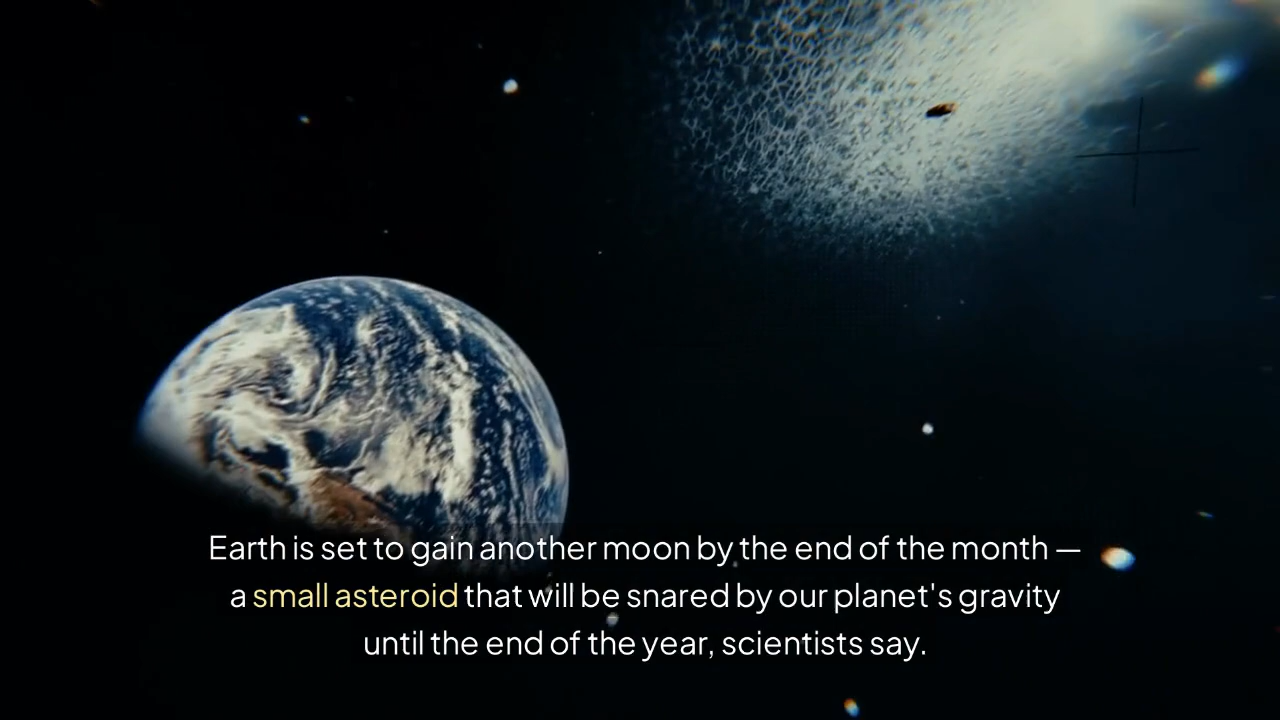 Earth is set to gain another moon by the end of the month —
a small asteroid that will be snared by our planet's gravity
until the end of the year, scientists say.